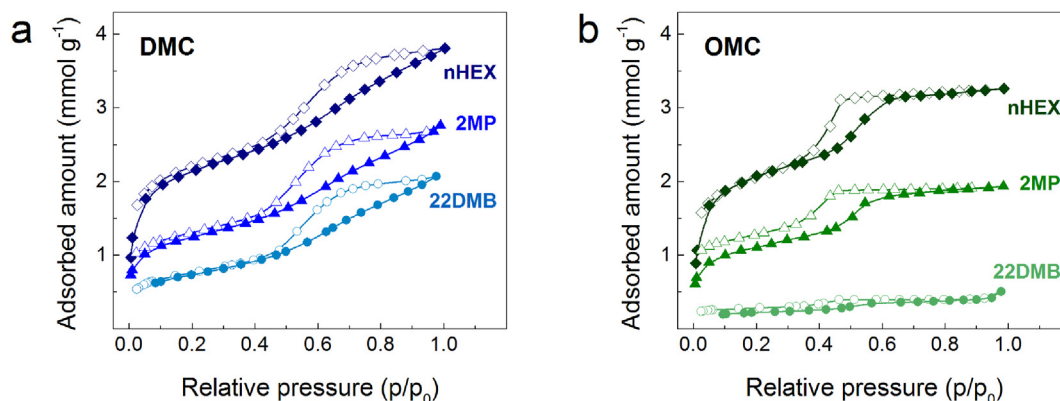 a
DMC
Adsorbed amount (mmol g⁻¹)
4
3
2
1
nHEX
2MP
22DMB
0.0 0.2 0.4 0.6 0.8 1.0
Relative pressure (p/p₀)
b
OMC
Adsorbed amount (mmol g⁻¹)
4
3
2
1
nHEX
2MP
22DMB
0.0 0.2 0.4 0.6 0.8 1.0
Relative pressure (p/p₀)